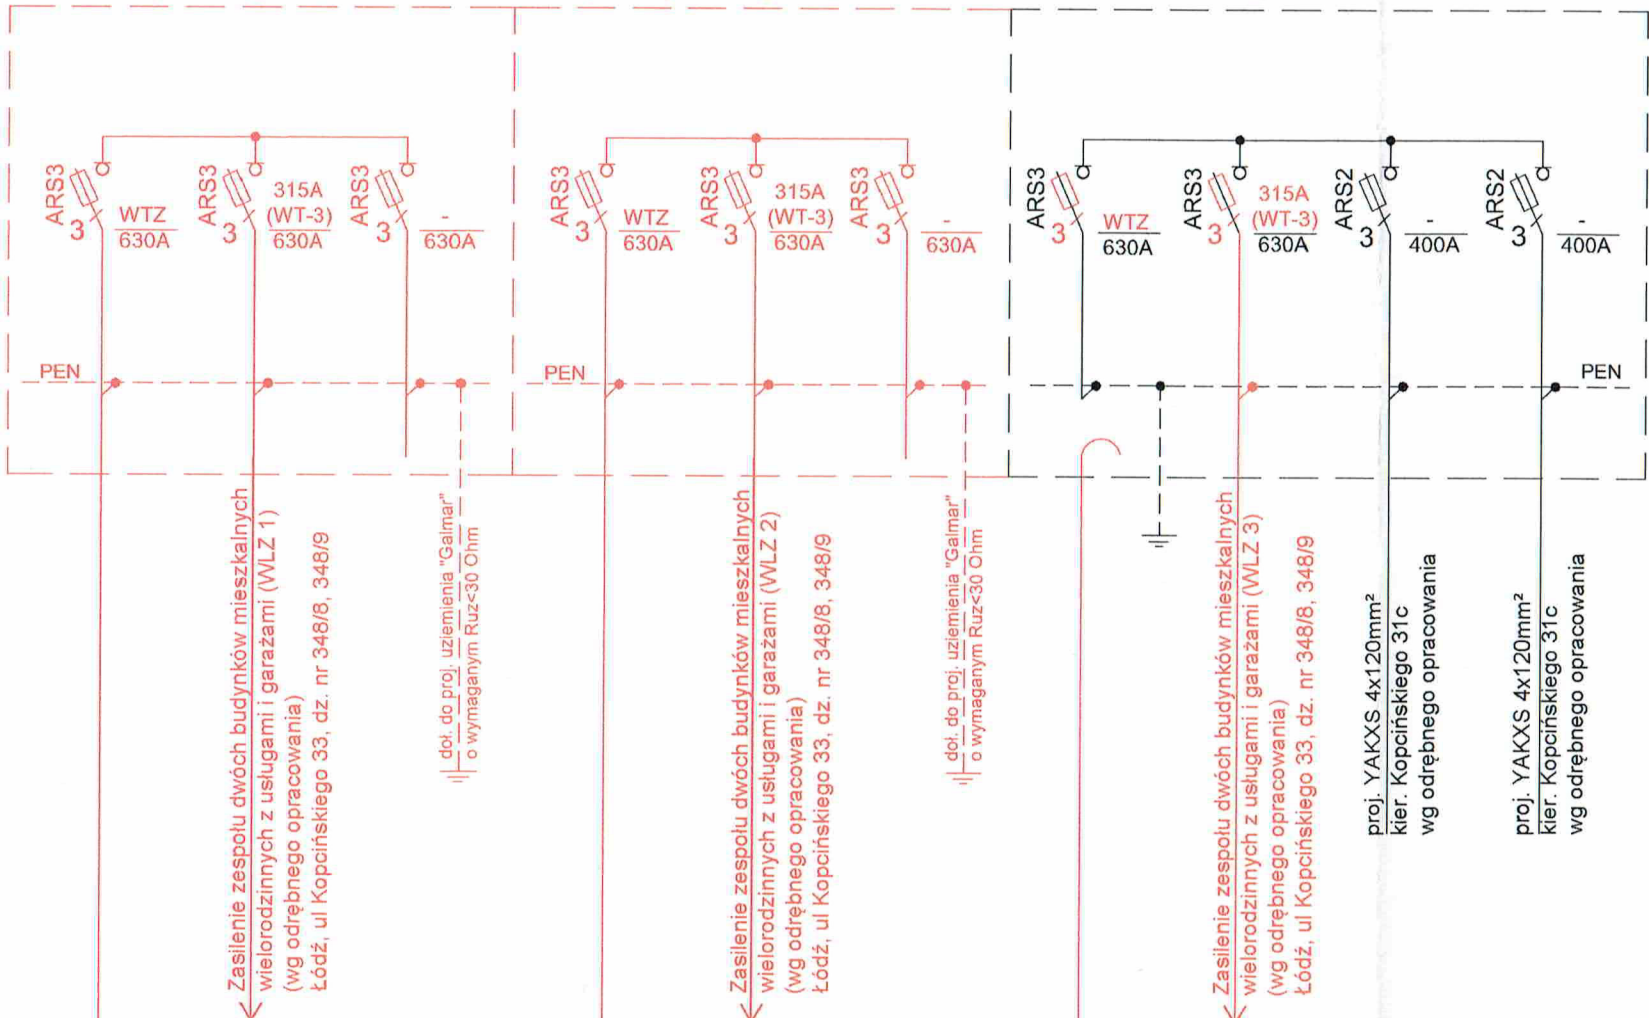 ARS3
3
WTZ
630A
ARS3
3
315A
(WT-3)
630A
ARS3
3
-
630A
PEN
Zasilenie zespołu dwóch budynków mieszkalnych
wielorodzinnych z usługami i garażami (WLZ 1)
(wg odrębnego opracowania)
Łódź, ul Kopcińskiego 33, dz. nr 348/8, 348/9
doł. do proj. uziemienia "Galmar"
o wymaganym Ruz<30 Ohm
ARS3
3
WTZ
630A
ARS3
3
315A
(WT-3)
630A
ARS3
3
-
630A
PEN
Zasilenie zespołu dwóch budynków mieszkalnych
wielorodzinnych z usługami i garażami (WLZ 2)
(wg odrębnego opracowania)
Łódź, ul Kopcińskiego 33, dz. nr 348/8, 348/9
doł. do proj. uziemienia "Galmar"
o wymaganym Ruz<30 Ohm
ARS3
3
WTZ
630A
ARS3
3
315A
(WT-3)
630A
ARS2
3
-
400A
ARS2
3
-
400A
PEN
Zasilenie zespołu dwóch budynków mieszkalnych
wielorodzinnych z usługami i garażami (WLZ 3)
(wg odrębnego opracowania)
Łódź, ul Kopcińskiego 33, dz. nr 348/8, 348/9
proj. YAKXS 4x120mm²
kier. Kopcińskiego 31c
wg odrębnego opracowania
proj. YAKXS 4x120mm²
kier. Kopcińskiego 31c
wg odrębnego opracowania